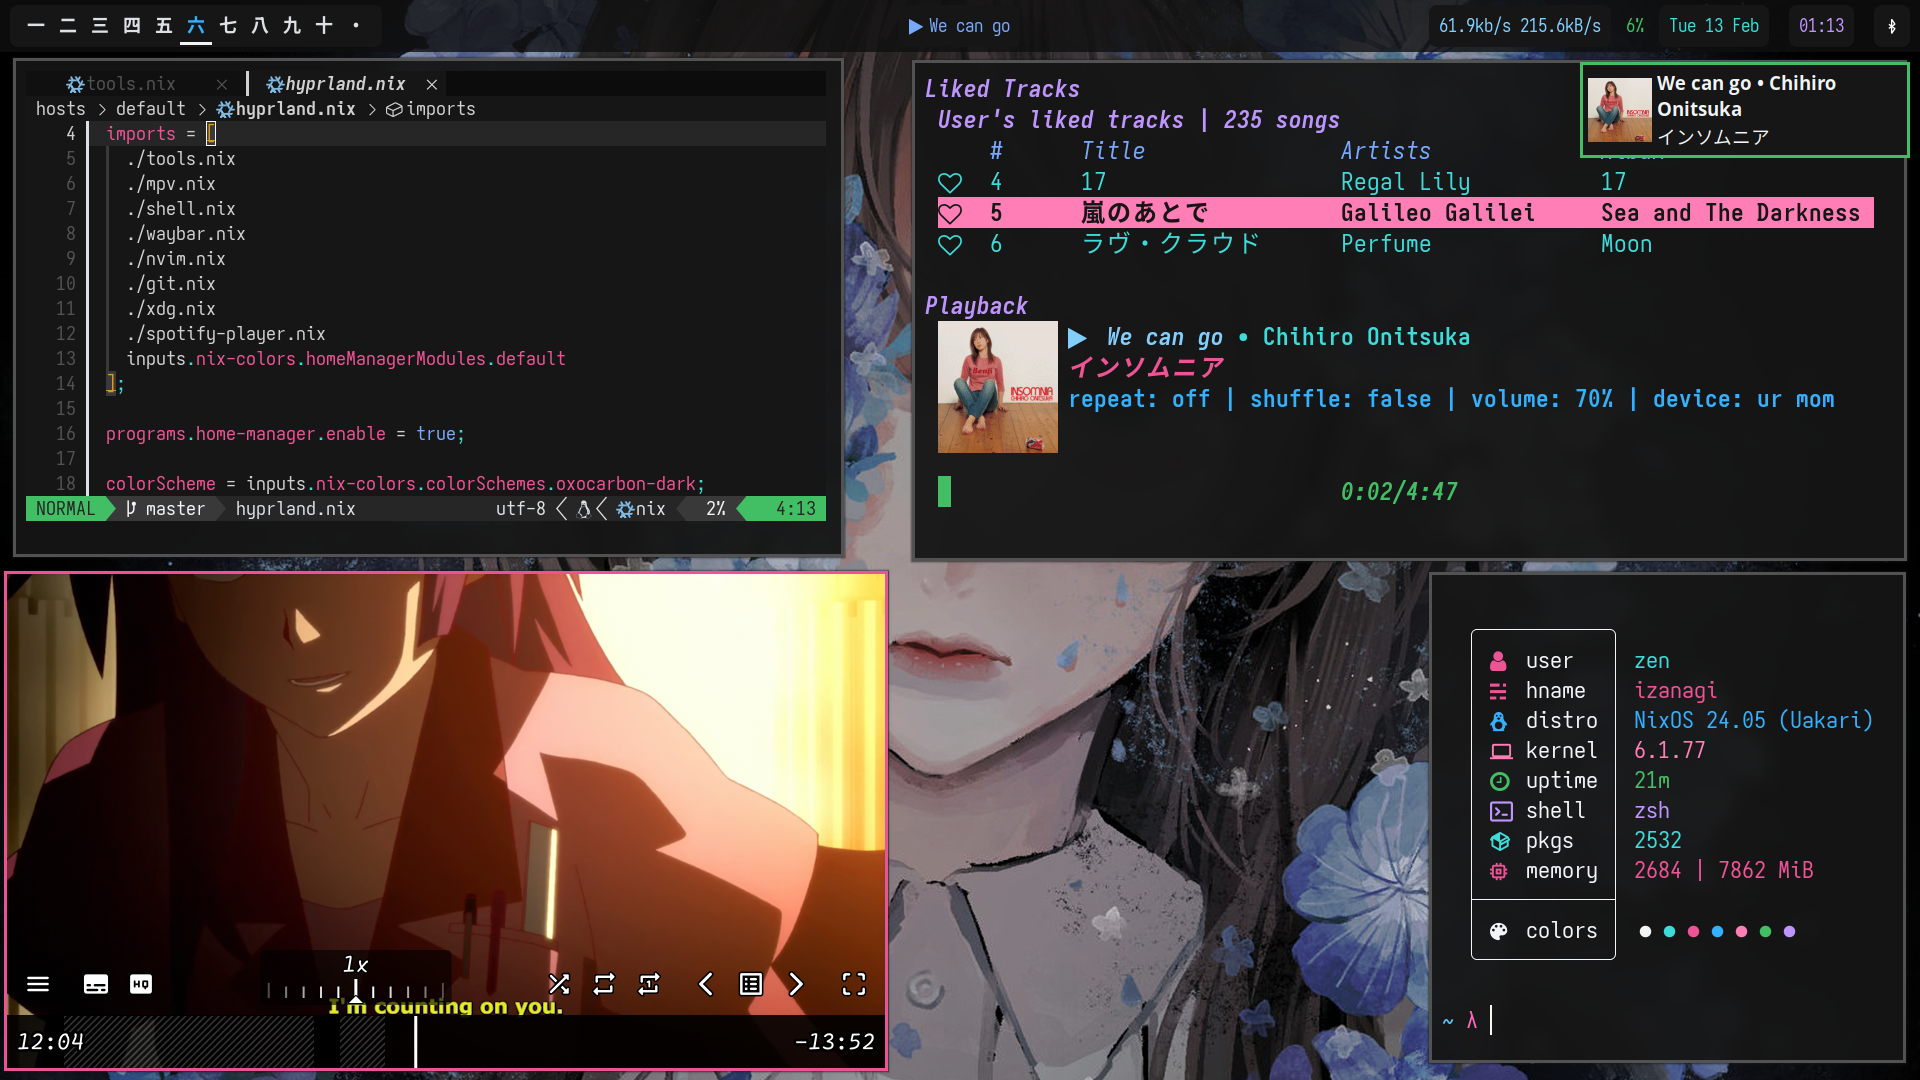 一 二 三 四 五 六 七 八 九 十 ・
We can go
61.9kb/s 215.6kB/s
6%
Tue 13 Feb
01:13
tools.nix
hyprland.nix
hosts > default > hyprland.nix > imports
4 imports = [
5 ./tools.nix
6 ./mpv.nix
7 ./shell.nix
8 ./waybar.nix
9 ./nvim.nix
10 ./git.nix
11 ./xdg.nix
12 ./spotify-player.nix
13 inputs.nix-colors.homeManagerModules.default
14 ];
15
16 programs.home-manager.enable = true;
17
18 colorScheme = inputs.nix-colors.colorSchemes.oxocarbon-dark;
NORMAL master hyprland.nix utf-8 nix 2% 4:13
Liked Tracks
User's liked tracks | 235 songs
# Title Artists
4 17 Regal Lily 17
5 嵐のあとで Galileo Galilei Sea and The Darkness
6 ラヴ・クラウド Perfume Moon
We can go • Chihiro
Onitsuka
インソムニア
Playback
Benji
INSOMNIA
CHIHIRO ONITSUKA
We can go • Chihiro Onitsuka
インソムニア
repeat: off | shuffle: false | volume: 70% | device: ur mom
0:02/4:47
1x
HQ
I'm counting on you.
12:04
-13:52
user zen
hname izanagi
distro NixOS 24.05 (Uakari)
kernel 6.1.77
uptime 21m
shell zsh
pkgs 2532
memory 2684 | 7862 MiB
colors
~ λ